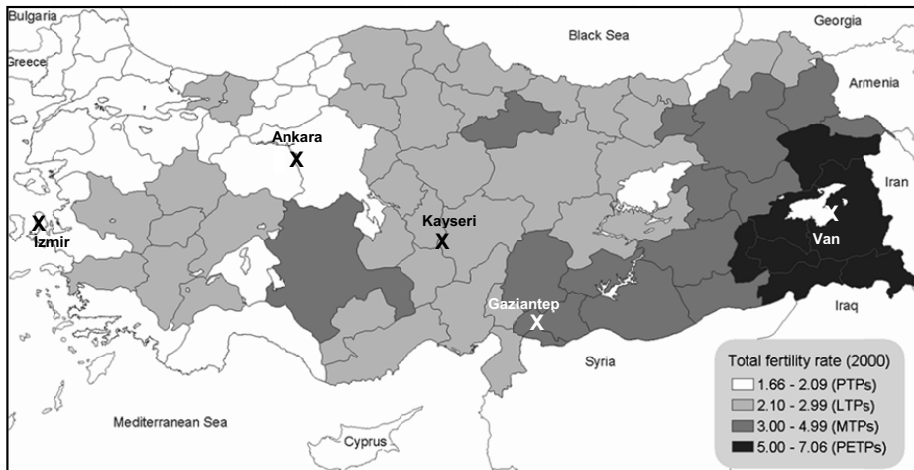 Bulgaria
Black Sea
Georgia
Greece
Armenia
Ankara
X
Iran
X
Izmir
Kayseri
X
X
Van
Gaziantep
X
Iraq
Syria
Mediterranean Sea
Cyprus
Total fertility rate (2000)
1.66 - 2.09 (PTPs)
2.10 - 2.99 (LTPs)
3.00 - 4.99 (MTPs)
5.00 - 7.06 (PETPs)